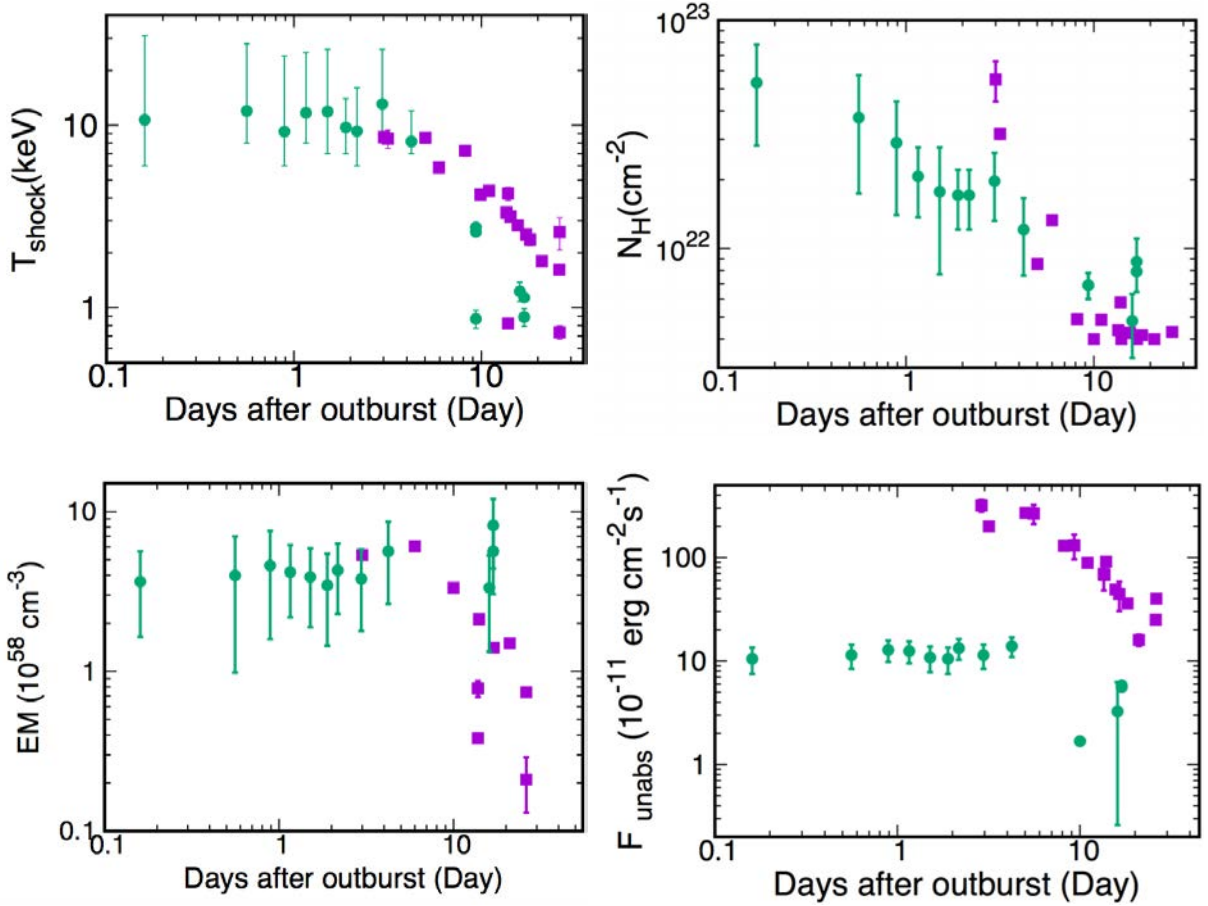 T_shock(keV)
10
1
0.1 1 10
Days after outburst (Day)
N_H(cm^-2)
10^23
10^22
0.1 1 10
Days after outburst (Day)
EM (10^58 cm^-3)
10
1
0.1
0.1 1 10
Days after outburst (Day)
F_unabs (10^-11 erg cm^-2 s^-1)
100
10
1
0.1 1 10
Days after outburst (Day)